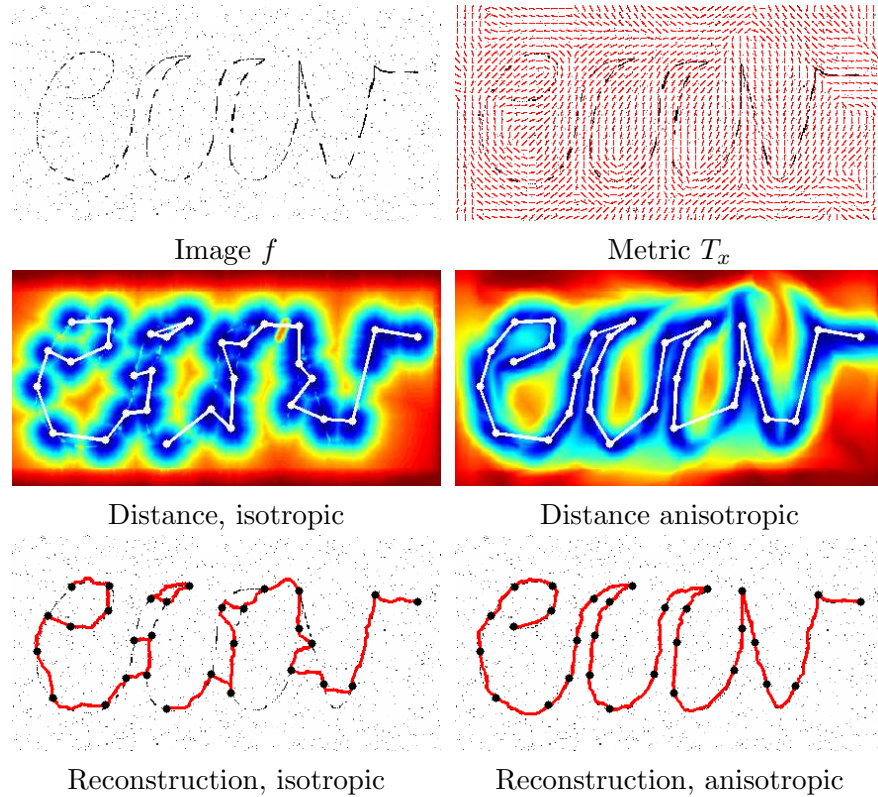 Image f Metric Tₓ
Distance, isotropic Distance anisotropic
Reconstruction, isotropic Reconstruction, anisotropic